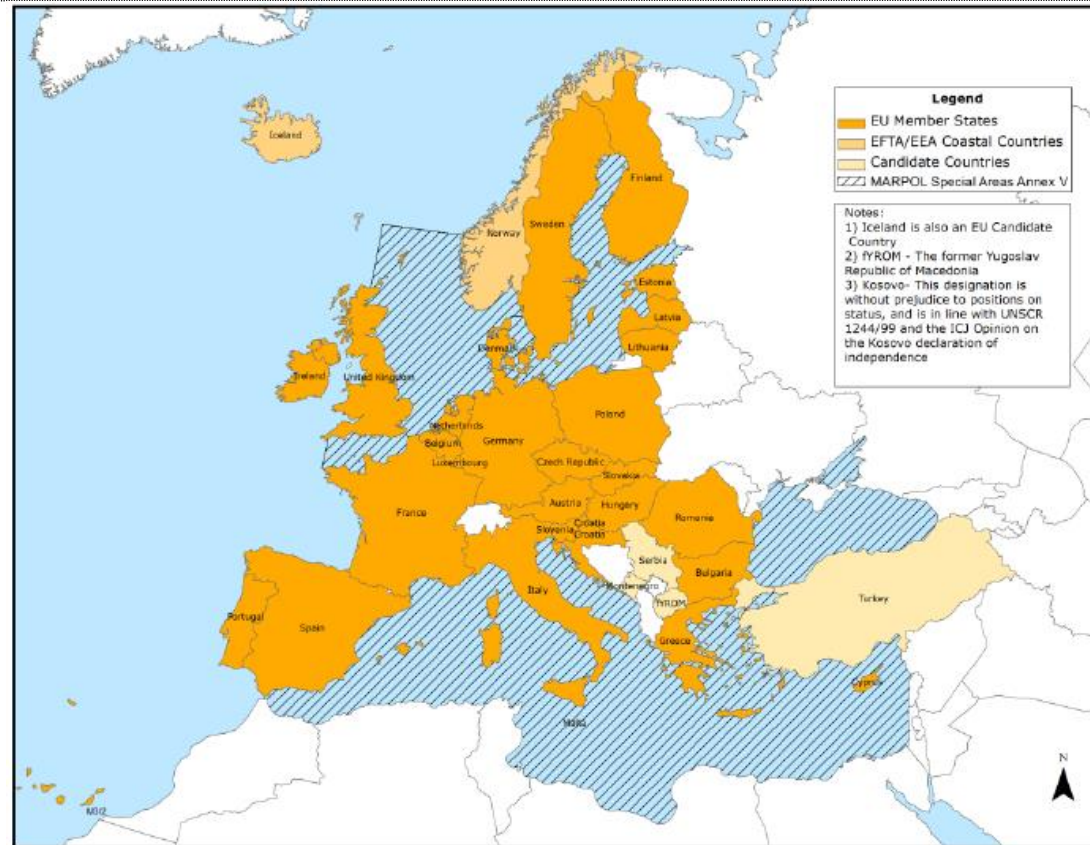 Legend
EU Member States
EFTA/EEA Coastal Countries
Candidate Countries
MARPOL Special Areas Annex V
Notes:
1) Iceland is also an EU Candidate
Country
2) fYROM - The former Yugoslav
Republic of Macedonia
3) Kosovo- This designation is
without prejudice to positions on
status, and is in line with UNSCR
1244/99 and the ICJ Opinion on
the Kosovo declaration of
independence
Iceland
Finland
Sweden
Norway
Estonia
Latvia
Lithuania
Denmark
Ireland
United Kingdom
Netherlands
Belgium
Luxembourg
Germany
Poland
Czech Republic
Slovakia
Austria
Hungary
France
Slovenia
Croatia
Croatia
Romania
Serbia
Montenegro
Bulgaria
fYROM
Italy
Portugal
Spain
Greece
Turkey
Cyprus
Malta
N